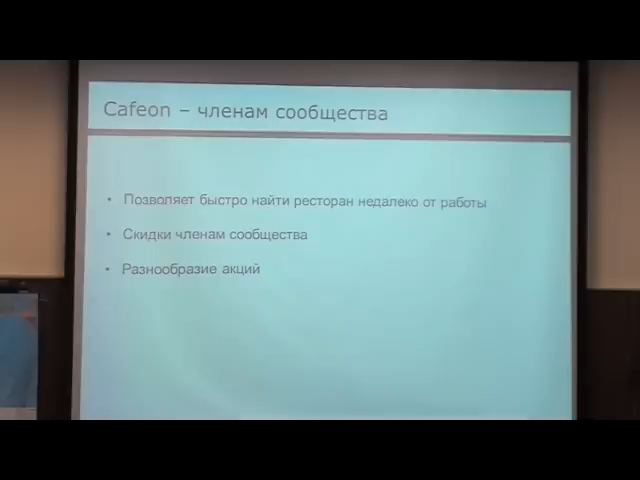 Cafeon – членам сообщества
• Позволяет быстро найти ресторан недалеко от работы
• Скидки членам сообщества
• Разнообразие акций